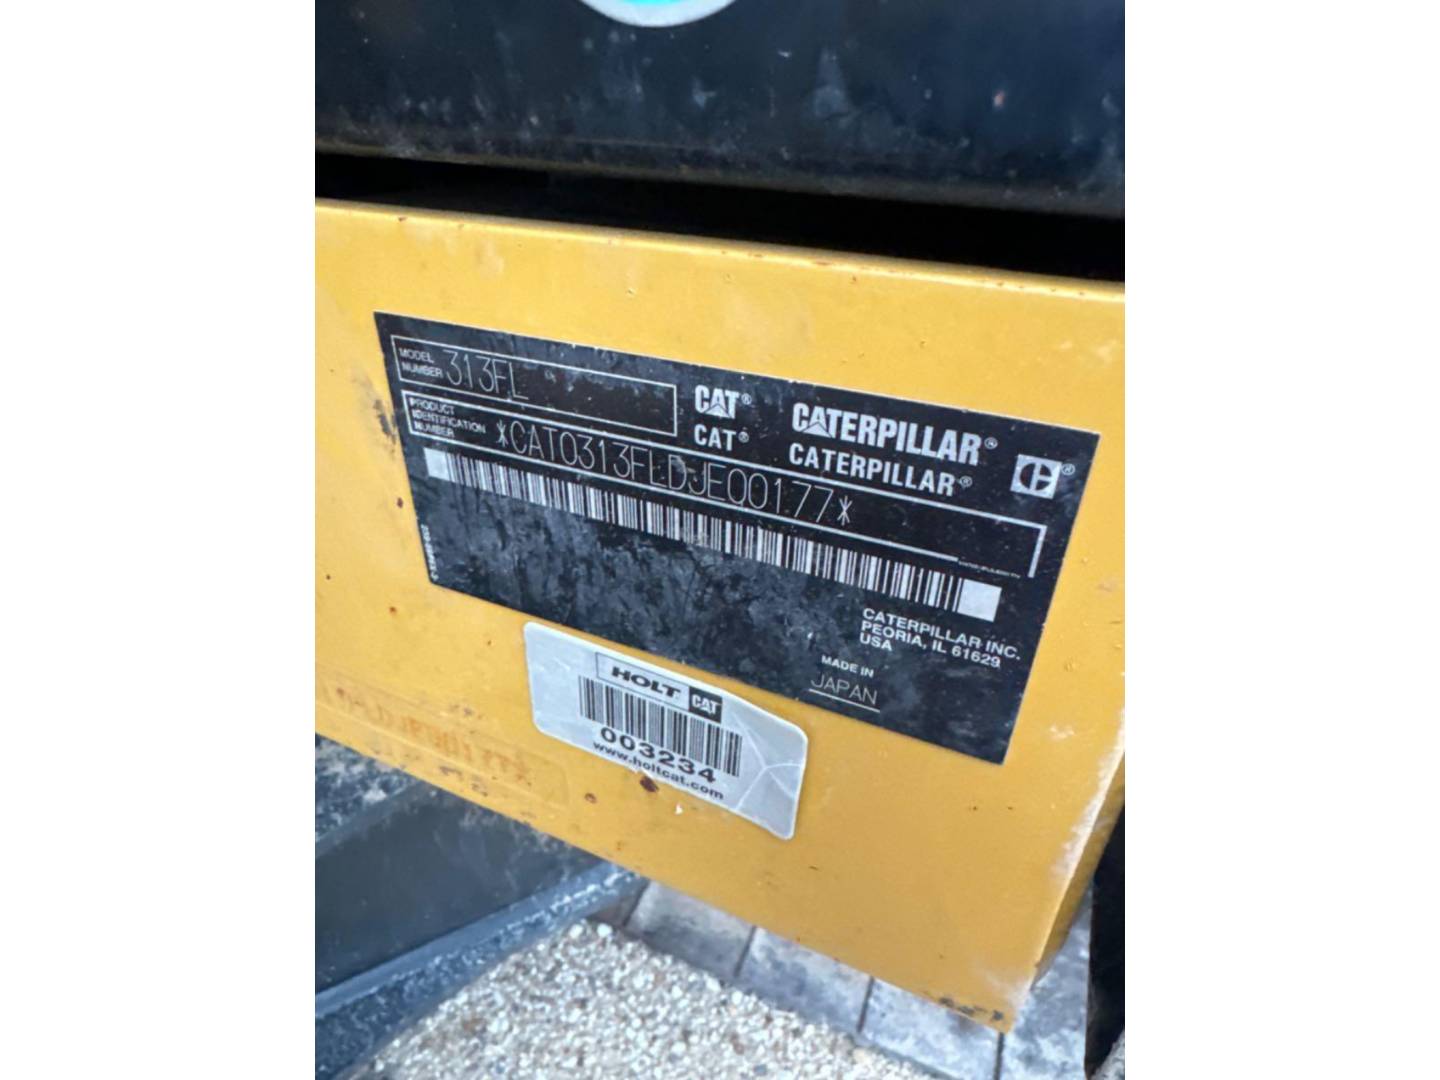 MODEL
NUMBER 313FL
PRODUCT
IDENTIFICATION
NUMBER *CAT0313FLDJE00177*
CAT® CATERPILLAR®
CAT® CATERPILLAR®
CATERPILLAR INC.
PEORIA, IL 61629
USA
MADE IN
JAPAN
HOLT CAT
003234
www.holtcat.com